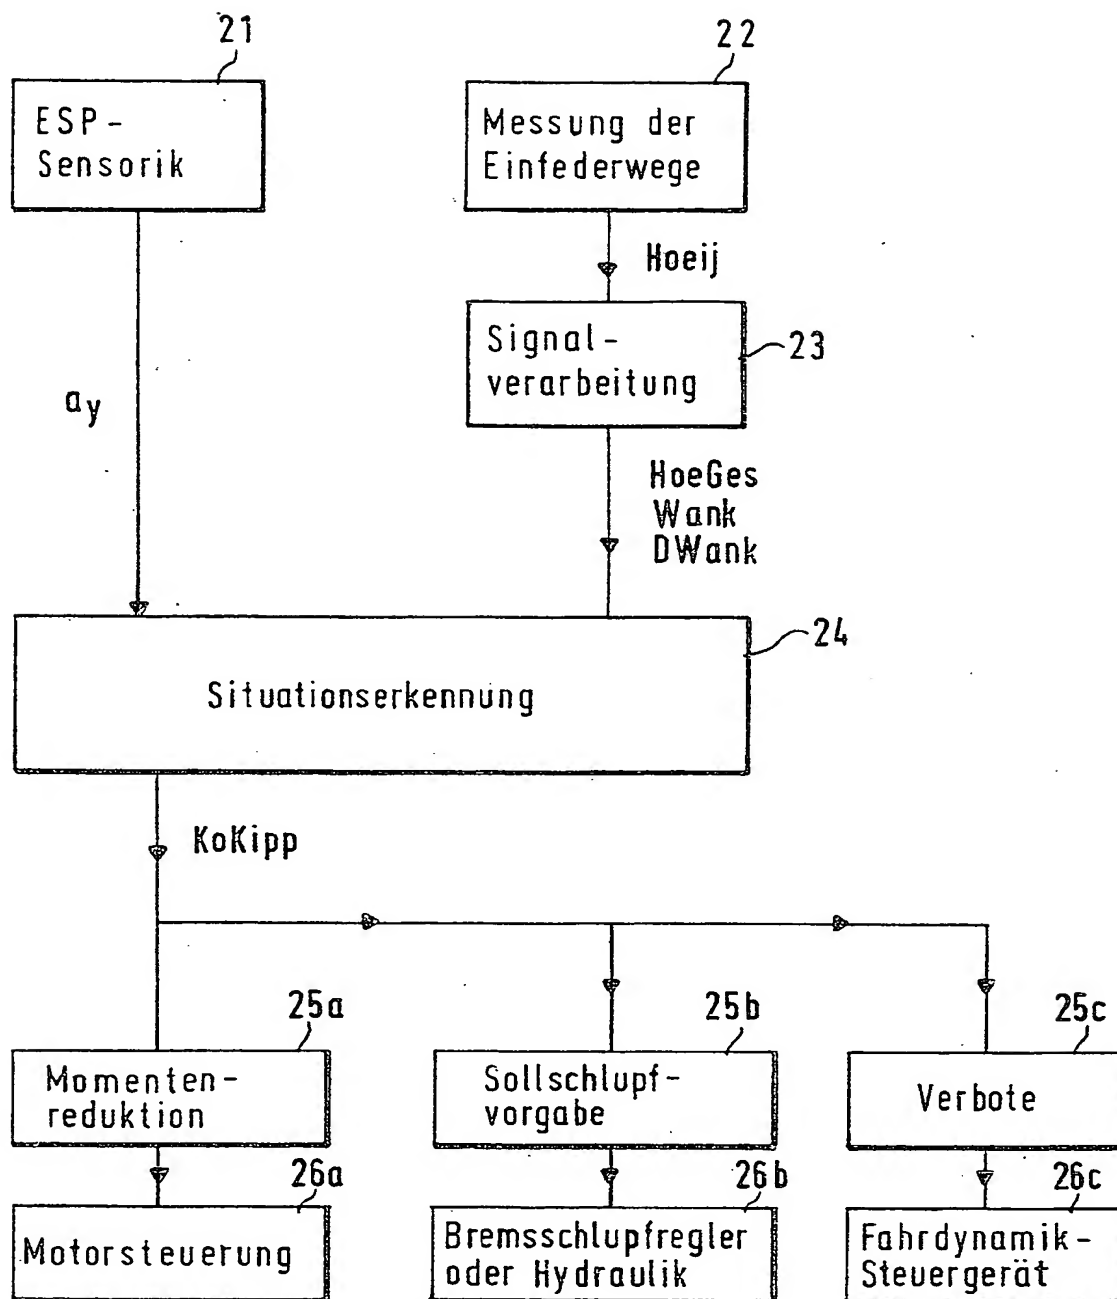 21
22
ESP-
Sensorik
Messung der
Einfederwege
Hoeij
Signal-
verarbeitung
23
ay
HoeGes
Wank
DWank
24
Situationserkennung
KoKipp
25a
25b
25c
Momenten-
reduktion
Sollschlupf-
vorgabe
Verbote
26a
26b
26c
Motorsteuerung
Bremsschlupfregler
oder Hydraulik
Fahrdynamik-
Steuergerät